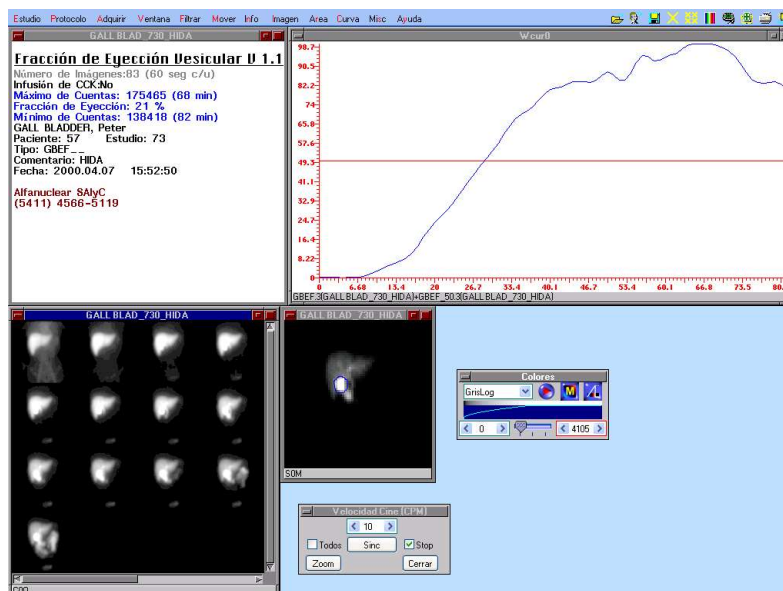 Estudio Protocolo Adquirir Ventana Filtrar Mover Info Imagen Area Curva Misc Ayuda
GALL BLAD_730_HIDA
Fracción de Eyección Vesicular V 1.1
Número de Imágenes:83 (60 seg c/u)
Infusión de CCK:No
Máximo de Cuentas: 175465 (68 min)
Fracción de Eyección: 21 %
Mínimo de Cuentas: 138418 (82 min)
GALL BLADDER, Peter
Paciente: 57 Estudio: 73
Tipo: GBEF__
Comentario: HIDA
Fecha: 2000.04.07 15:52:50
Alfanuclear SAIyC
(5411) 4566-5119
Wcur0
98.7
74
65.8
57.6
49.3
41.1
32.9
24.7
16.4
8.22
0
0 6.68 13.4 20 26.7 33.4 40.1 46.7 53.4 60.1 66.8 73.5 80.
GBEF.3[GALL BLAD_730_HIDA]+GBEF_50.3[GALL BLAD_730_HIDA]
GALL BLAD_730_HIDA
GALL BLAD_730_HIDA
SOM
Colores
GrisLog
M
0
4105
Velocidad Cine [CPM]
10
Todos Sinc Stop
Zoom Cerrar